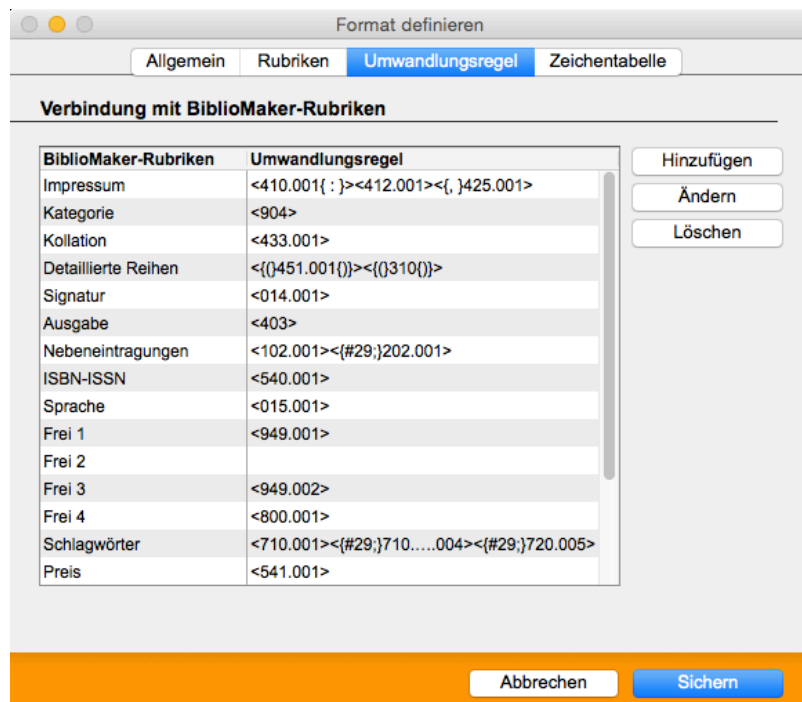 Format definieren
Allgemein Rubriken Umwandlungsregel Zeichentabelle
Verbindung mit BiblioMaker-Rubriken
BiblioMaker-Rubriken Umwandlungsregel
Impressum <410.001{ : }><412.001><{, }425.001>
Kategorie <904>
Kollation <433.001>
Detaillierte Reihen <{(}451.001{)}><{(}310{)}>
Signatur <014.001>
Ausgabe <403>
Nebeneintragungen <102.001><{#29;}202.001>
ISBN-ISSN <540.001>
Sprache <015.001>
Frei 1 <949.001>
Frei 2
Frei 3 <949.002>
Frei 4 <800.001>
Schlagwörter <710.001><{#29;}710.….004><{#29;}720.005>
Preis <541.001>
Hinzufügen
Ändern
Löschen
Abbrechen Sichern